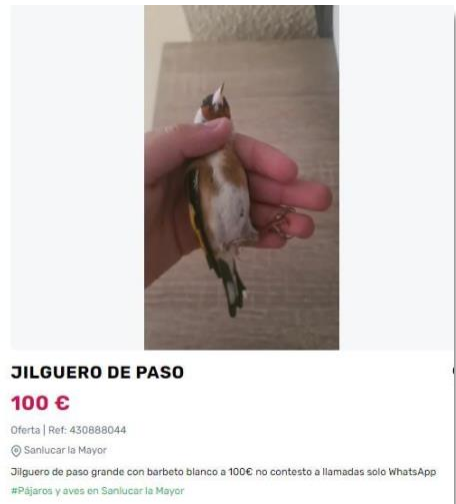 JILGUERO DE PASO
100 €
Oferta | Ref: 430888044
Sanlucar la Mayor
Jilguero de paso grande con barbeto blanco a 100€ no contesto a llamadas solo WhatsApp
#Pájaros y aves en Sanlucar la Mayor